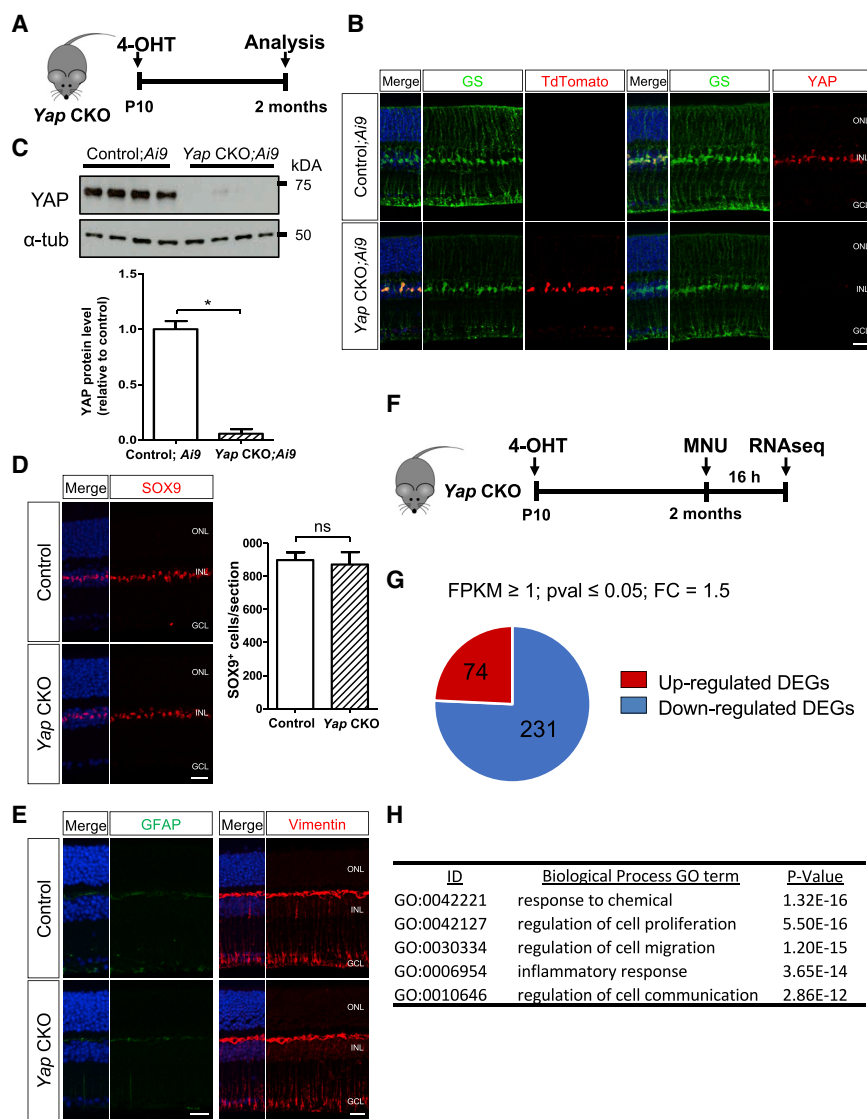 A
4-OHT
Analysis
Yap CKO
P10
2 months
B
Merge
GS
TdTomato
Merge
GS
YAP
Control;Ai9
ONL
INL
GCL
Yap CKO;Ai9
ONL
INL
GCL
C
Control;Ai9
Yap CKO;Ai9
kDA
YAP
75
α-tub
50
YAP protein level
(relative to control)
1.5
1.0
0.5
0.0
*
Control; Ai9
Yap CKO;Ai9
D
Merge
SOX9
Control
ONL
INL
GCL
Yap CKO
ONL
INL
GCL
SOX9+ cells/section
000
800
600
400
200
0
ns
Control
Yap CKO
E
Merge
GFAP
Merge
Vimentin
Control
ONL
INL
GCL
Yap CKO
ONL
INL
GCL
F
4-OHT
MNU
RNAseq
16 h
Yap CKO
P10
2 months
G
FPKM ≥ 1; pval ≤ 0.05; FC = 1.5
74
231
Up-regulated DEGs
Down-regulated DEGs
H
ID Biological Process GO term P-Value
GO:0042221 response to chemical 1.32E-16
GO:0042127 regulation of cell proliferation 5.50E-16
GO:0030334 regulation of cell migration 1.20E-15
GO:0006954 inflammatory response 3.65E-14
GO:0010646 regulation of cell communication 2.86E-12